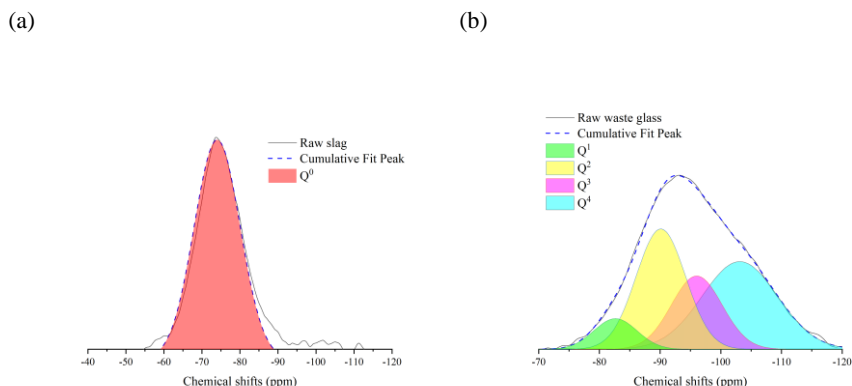 (a)
(b)
Raw slag
Cumulative Fit Peak
Q⁰
-40 -50 -60 -70 -80 -90 -100 -110 -120
Chemical shifts (ppm)
Raw waste glass
Cumulative Fit Peak
Q¹
Q²
Q³
Q⁴
-70 -80 -90 -100 -110 -120
Chemical shifts (ppm)